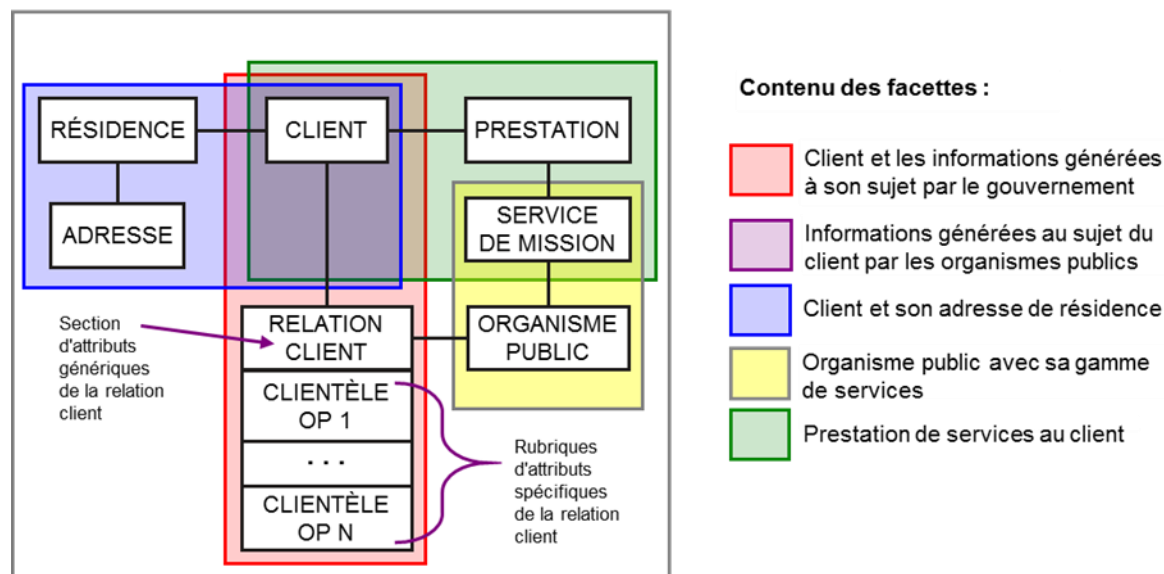 RÉSIDENCE
CLIENT
PRESTATION
ADRESSE
SERVICE
DE MISSION
Section
d'attributs
génériques
de la relation
client
RELATION
CLIENT
ORGANISME
PUBLIC
CLIENTÈLE
OP 1
. . .
CLIENTÈLE
OP N
Rubriques
d'attributs
spécifiques
de la relation
client
Contenu des facettes :
Client et les informations générées
à son sujet par le gouvernement
Informations générées au sujet du
client par les organismes publics
Client et son adresse de résidence
Organisme public avec sa gamme
de services
Prestation de services au client